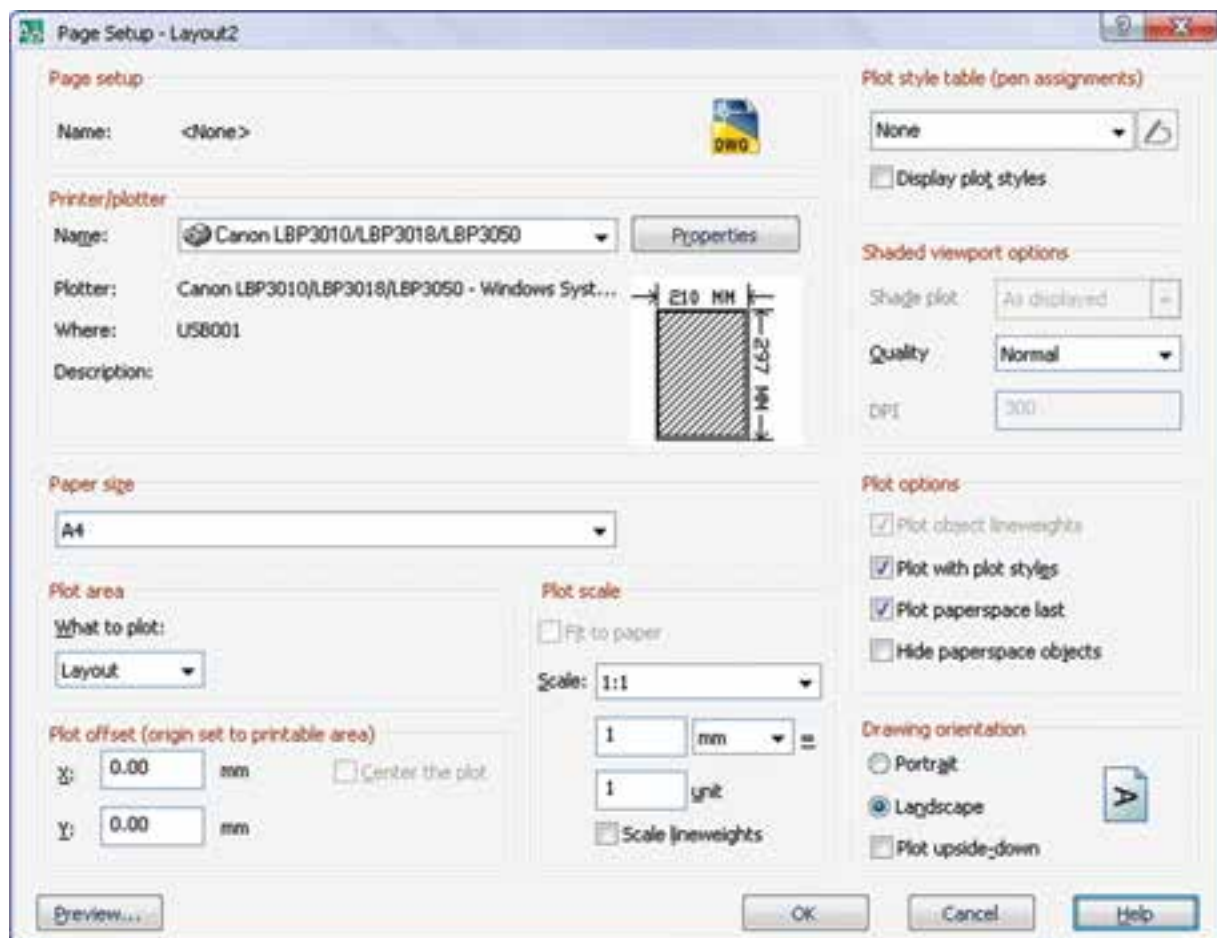 Page Setup - Layout2
Page setup
Name: <None>
DWG
Printer/plotter
Name: Canon LBP3010/LBP3018/LBP3050 Properties
Plotter: Canon LBP3010/LBP3018/LBP3050 - Windows Syst...
Where: USB001
Description:
210 MM
297 MM
Paper size
A4
Plot area
What to plot:
Layout
Plot offset (origin set to printable area)
X: 0.00 mm Center the plot
Y: 0.00 mm
Plot scale
Fit to paper
Scale: 1:1
1 mm =
1 unit
Scale lineweights
Plot style table (pen assignments)
None
Display plot styles
Shaded viewport options
Shade plot As displayed
Quality Normal
DPI 300
Plot options
Plot object lineweights
Plot with plot styles
Plot paperspace last
Hide paperspace objects
Drawing orientation
Portrait
Landscape
A
Plot upside-down
Preview... OK Cancel Help